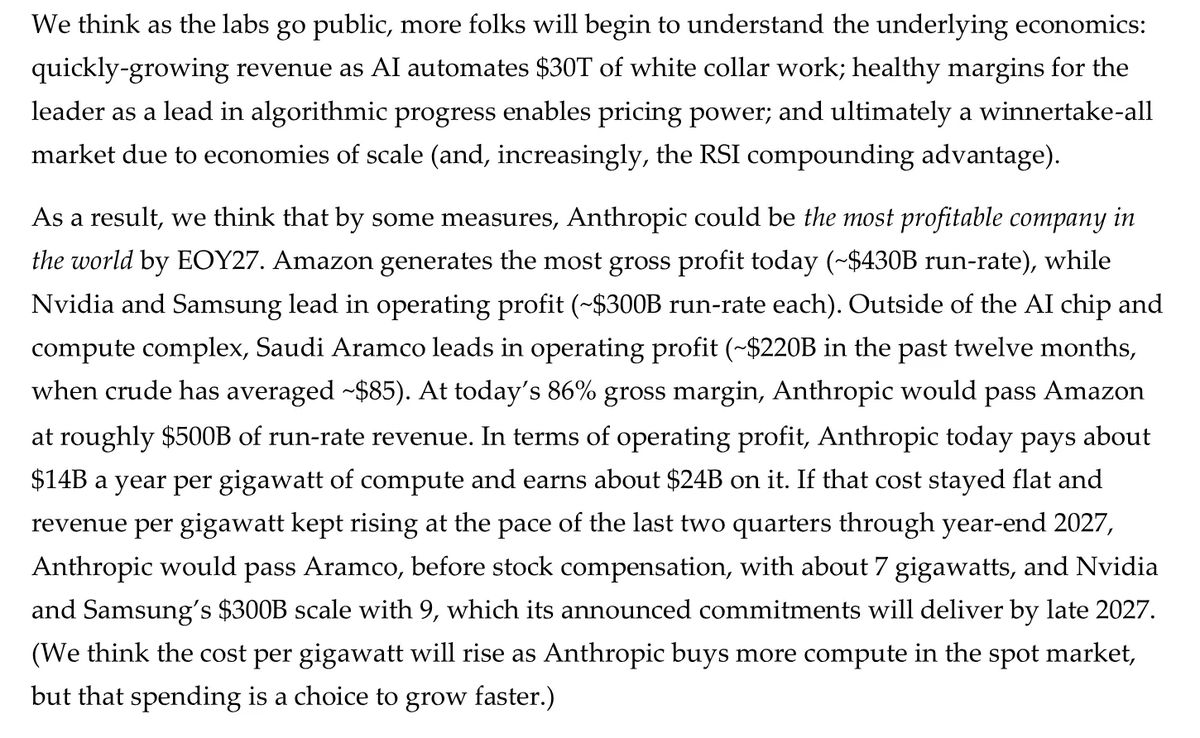 We think as the labs go public, more folks will begin to understand the underlying economics:
quickly-growing revenue as AI automates $30T of white collar work; healthy margins for the
leader as a lead in algorithmic progress enables pricing power; and ultimately a winnertake-all
market due to economies of scale (and, increasingly, the RSI compounding advantage).
As a result, we think that by some measures, Anthropic could be the most profitable company in
the world by EOY27. Amazon generates the most gross profit today (~$430B run-rate), while
Nvidia and Samsung lead in operating profit (~$300B run-rate each). Outside of the AI chip and
compute complex, Saudi Aramco leads in operating profit (~$220B in the past twelve months,
when crude has averaged ~$85). At today’s 86% gross margin, Anthropic would pass Amazon
at roughly $500B of run-rate revenue. In terms of operating profit, Anthropic today pays about
$14B a year per gigawatt of compute and earns about $24B on it. If that cost stayed flat and
revenue per gigawatt kept rising at the pace of the last two quarters through year-end 2027,
Anthropic would pass Aramco, before stock compensation, with about 7 gigawatts, and Nvidia
and Samsung’s $300B scale with 9, which its announced commitments will deliver by late 2027.
(We think the cost per gigawatt will rise as Anthropic buys more compute in the spot market,
but that spending is a choice to grow faster.)